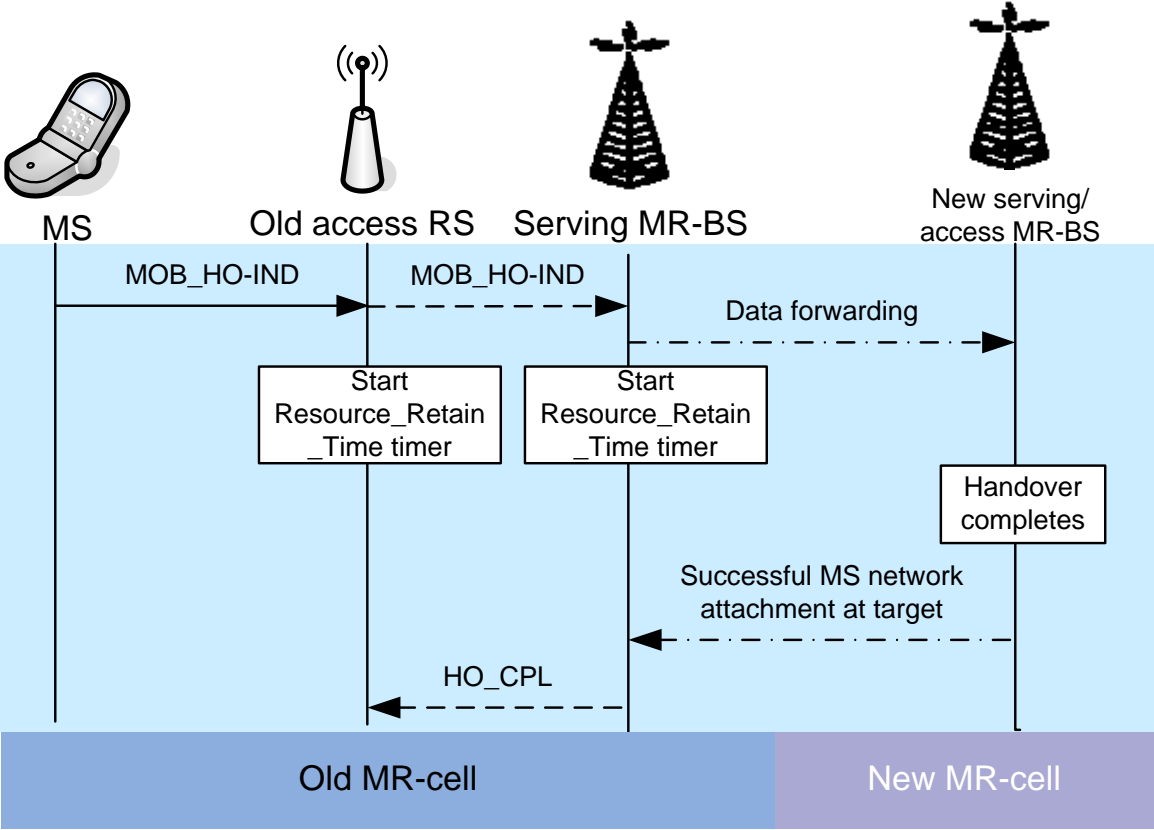 MS
Old access RS
Serving MR-BS
New serving/
access MR-BS
MOB_HO-IND
MOB_HO-IND
Data forwarding
Start
Resource_Retain
_Time timer
Start
Resource_Retain
_Time timer
Handover
completes
Successful MS network
attachment at target
HO_CPL
Old MR-cell
New MR-cell